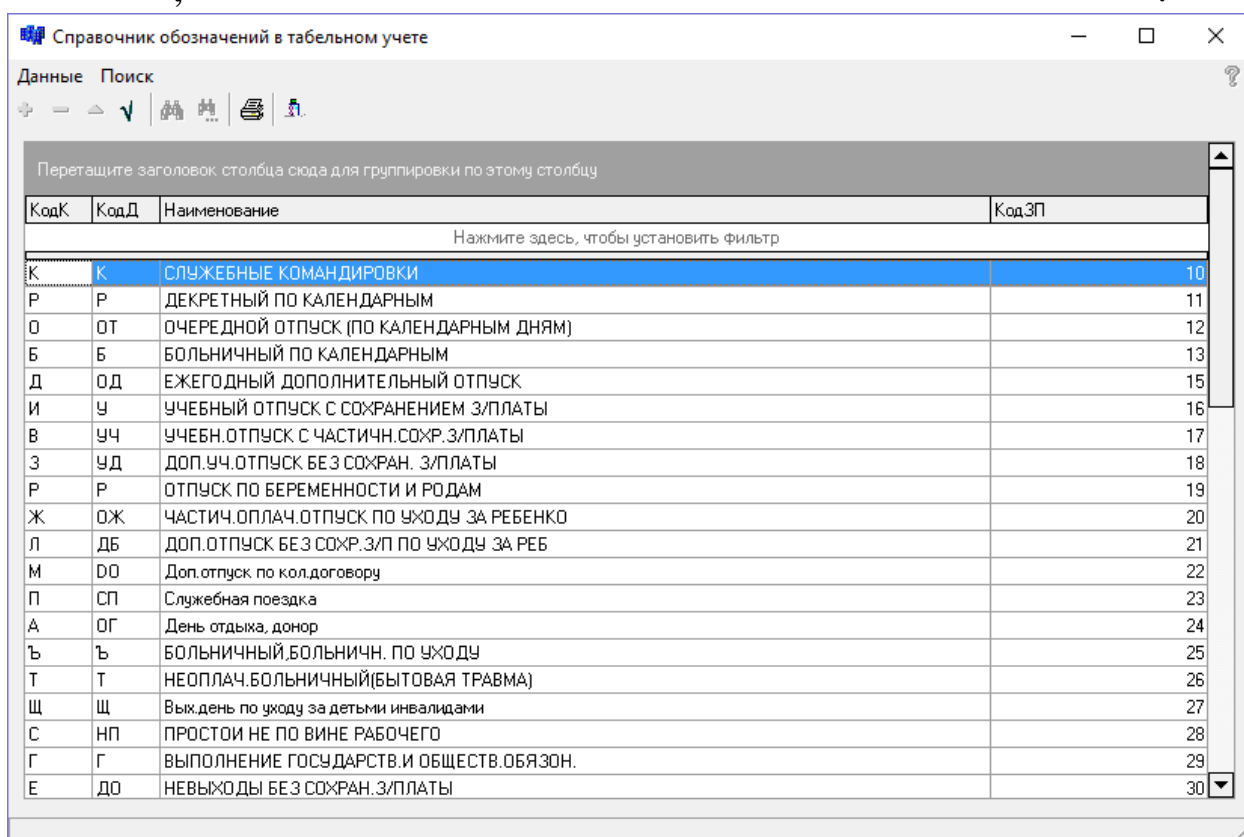 Справочник обозначений в табельном учете
Данные Поиск
Перетащите заголовок столбца сюда для группировки по этому столбцу
КодК КодД Наименование КодЗП
Нажмите здесь, чтобы установить фильтр
К К СЛУЖЕБНЫЕ КОМАНДИРОВКИ 10
Р Р ДЕКРЕТНЫЙ ПО КАЛЕНДАРНЫМ 11
О ОТ ОЧЕРЕДНОЙ ОТПУСК (ПО КАЛЕНДАРНЫМ ДНЯМ) 12
Б Б БОЛЬНИЧНЫЙ ПО КАЛЕНДАРНЫМ 13
Д ОД ЕЖЕГОДНЫЙ ДОПОЛНИТЕЛЬНЫЙ ОТПУСК 15
И У УЧЕБНЫЙ ОТПУСК С СОХРАНЕНИЕМ З/ПЛАТЫ 16
В УЧ УЧЕБН.ОТПУСК С ЧАСТИЧН.СОХР.З/ПЛАТЫ 17
З УД ДОП.УЧ.ОТПУСК БЕЗ СОХРАН. З/ПЛАТЫ 18
Р Р ОТПУСК ПО БЕРЕМЕННОСТИ И РОДАМ 19
Ж ОЖ ЧАСТИЧ.ОПЛАЧ.ОТПУСК ПО УХОДУ ЗА РЕБЕНКО 20
Л ДБ ДОП.ОТПУСК БЕЗ СОХР.З/П ПО УХОДУ ЗА РЕБ 21
М DО Доп.отпуск по кол.договору 22
П СП Служебная поездка 23
А ОГ День отдыха, донор 24
Ъ Ъ БОЛЬНИЧНЫЙ,БОЛЬНИЧН. ПО УХОДУ 25
Т Т НЕОПЛАЧ.БОЛЬНИЧНЫЙ(БЫТОВАЯ ТРАВМА) 26
Щ Щ Вых.день по уходу за детьми инвалидами 27
С НП ПРОСТОИ НЕ ПО ВИНЕ РАБОЧЕГО 28
Г Г ВЫПОЛНЕНИЕ ГОСУДАРСТВ.И ОБЩЕСТВ.ОБЯЗОН. 29
Е ДО НЕВЫХОДЫ БЕЗ СОХРАН.З/ПЛАТЫ 30